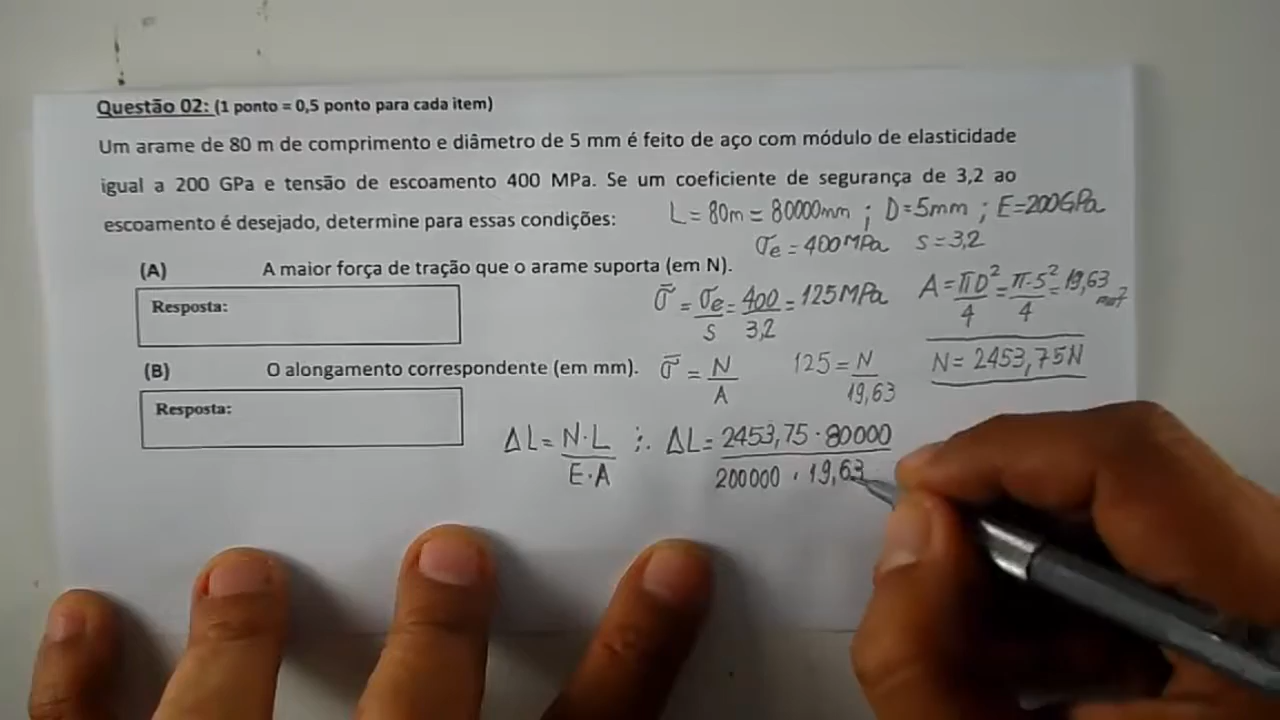 Questão 02: (1 ponto = 0,5 ponto para cada item)
Um arame de 80 m de comprimento e diâmetro de 5 mm é feito de aço com módulo de elasticidade
igual a 200 GPa e tensão de escoamento 400 MPa. Se um coeficiente de segurança de 3,2 ao
escoamento é desejado, determine para essas condições:
L = 80m = 80000mm ; D = 5mm ; E = 200GPa
σe = 400MPa s = 3,2
(A) A maior força de tração que o arame suporta (em N).
Resposta:
σ̄ = σe/s = 400/3,2 = 125MPa
A = πD²/4 = π·5²/4 = 19,63 mm²
(B) O alongamento correspondente (em mm).
Resposta:
σ̄ = N/A 125 = N/19,63 N = 2453,75N
ΔL = N·L/E·A ∴ ΔL = 2453,75 · 80000/200000 · 19,63